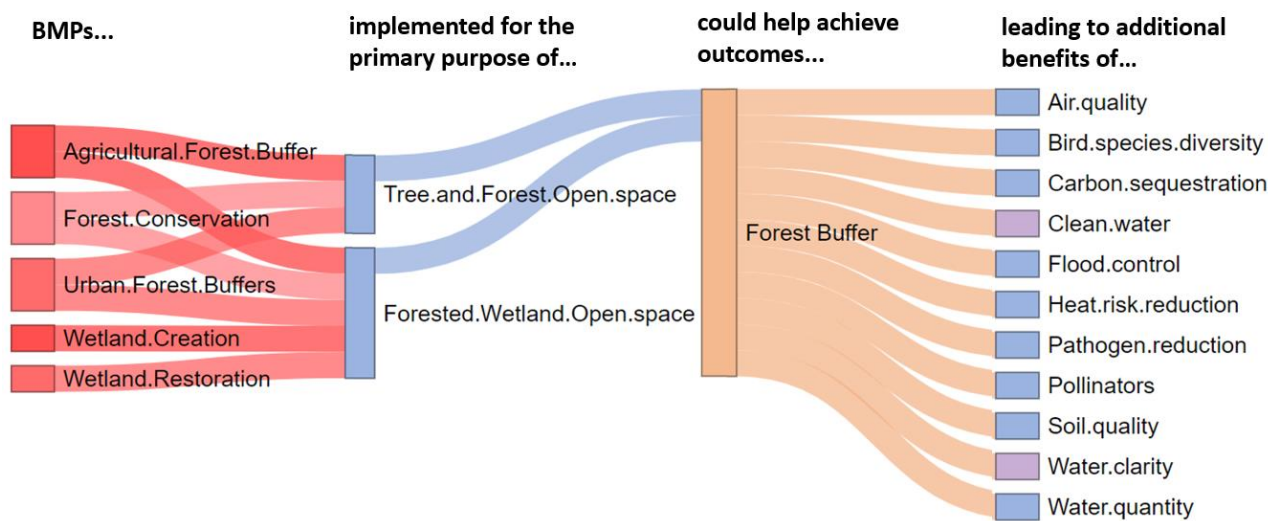 BMPs...
implemented for the
primary purpose of...
could help achieve
outcomes...
leading to additional
benefits of...
Agricultural.Forest.Buffer
Forest.Conservation
Urban.Forest.Buffers
Wetland.Creation
Wetland.Restoration
Tree.and.Forest.Open.space
Forested.Wetland.Open.space
Forest Buffer
Air.quality
Bird.species.diversity
Carbon.sequestration
Clean.water
Flood.control
Heat.risk.reduction
Pathogen.reduction
Pollinators
Soil.quality
Water.clarity
Water.quantity